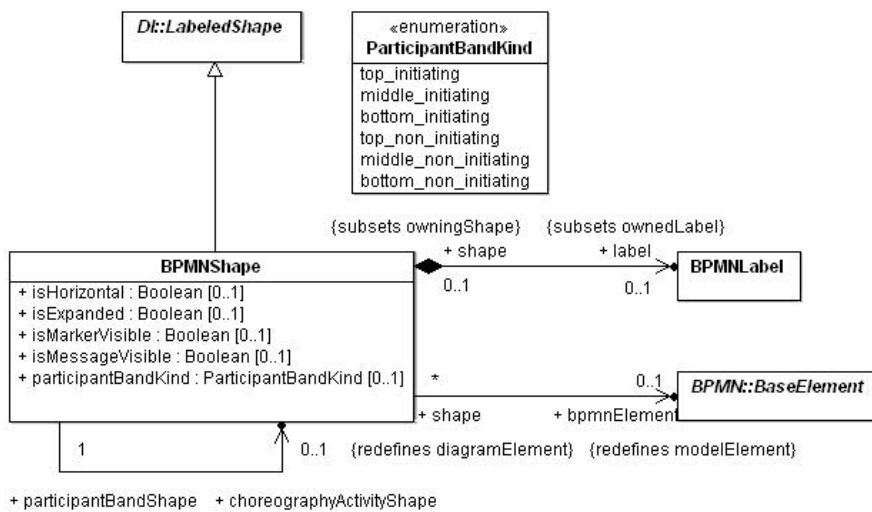 DI::LabeledShape
«enumeration»
ParticipantBandKind
top_initiating
middle_initiating
bottom_initiating
top_non_initiating
middle_non_initiating
bottom_non_initiating
{subsets owningShape} {subsets ownedLabel}
+ shape + label
0..1 0..1
BPMNLabel
BPMNShape
+ isHorizontal : Boolean [0..1]
+ isExpanded : Boolean [0..1]
+ isMarkerVisible : Boolean [0..1]
+ isMessageVisible : Boolean [0..1]
+ participantBandKind : ParticipantBandKind [0..1]
* 0..1
BPMN::BaseElement
+ shape + bpmnElement
1 0..1 {redefines diagramElement} {redefines modelElement}
+ participantBandShape + choreographyActivityShape